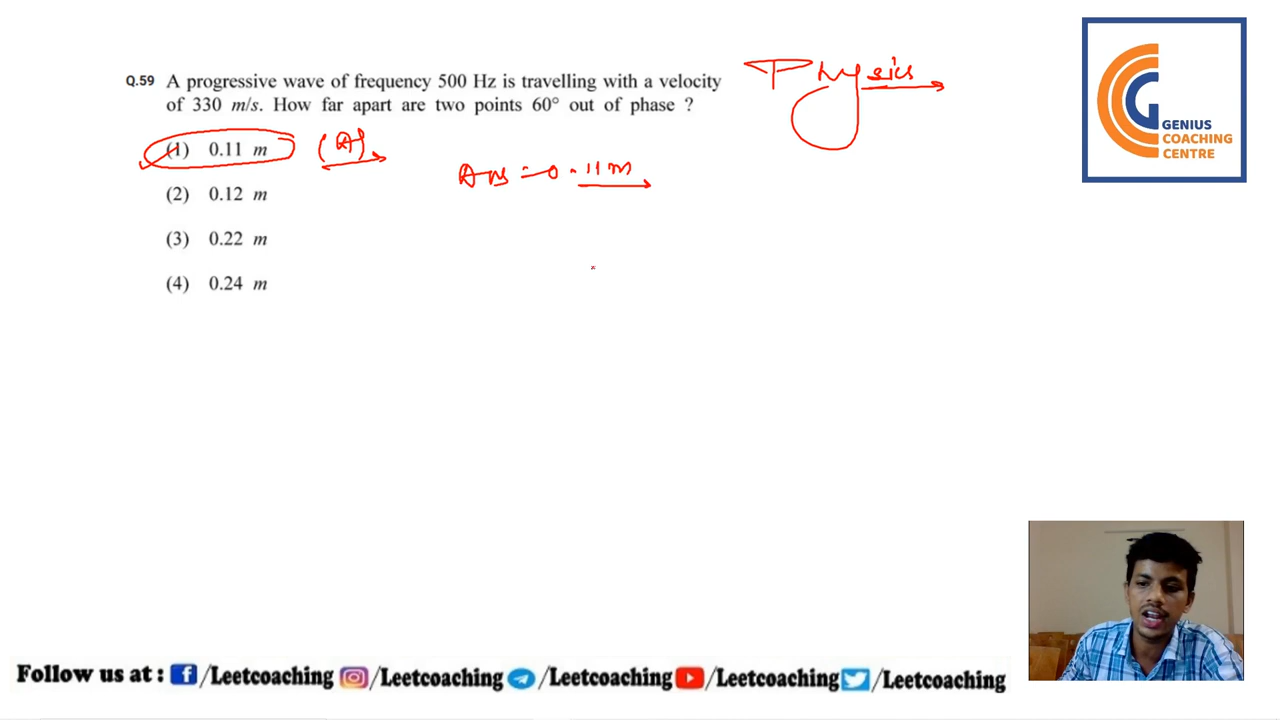 Q.59 A progressive wave of frequency 500 Hz is travelling with a velocity
of 330 m/s. How far apart are two points 60° out of phase ?
(1) 0.11 m (A)
(2) 0.12 m
(3) 0.22 m
(4) 0.24 m
Physics
Ans = 0.11m
GENIUS
COACHING
CENTRE
Follow us at : /Leetcoaching /Leetcoaching /Leetcoaching /Leetcoaching /Leetcoaching